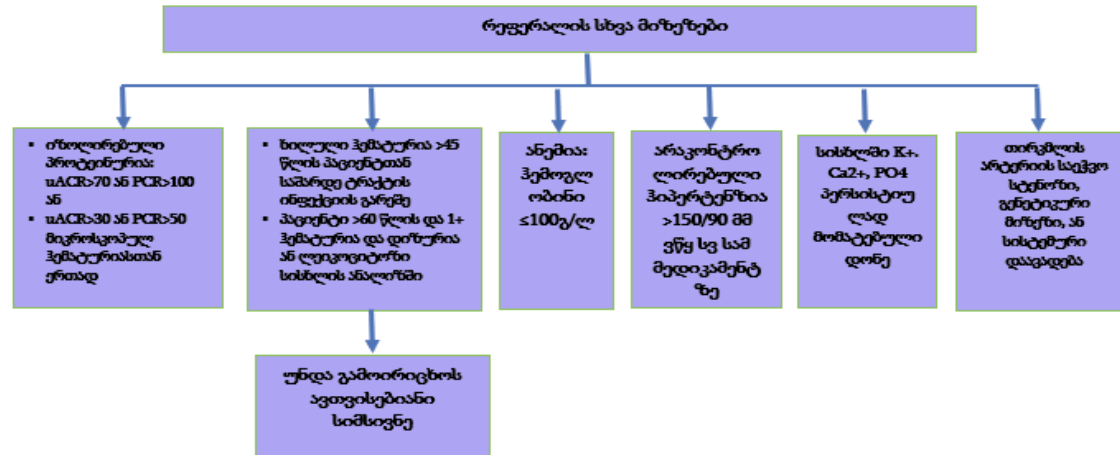 რეფერალის სხვა მიზეზები
▪ იზოლირებული
პროტეინურია:
uACR>70 ან PCR>100
ან
▪ uACR>30 ან PCR>50
მიკროსკოპულ
ჰემატურიასთან
ერთად
▪ ხილული ჰემატურია >45
წლის პაციენტთან
საშარდე ტრაქტის
ინფექციის გარეშე
▪ პაციენტი >60 წლის და 1+
ჰემატურია და დიზურია
ან ლეიკოციტოზი
სისხლის ანალიზში
ანემია:
ჰემოგლ
ობინი
≤100გ/ლ
არაკონტრო
ლირებული
ჰიპერტენზია
>150/90 მმ
ვწყ სვ სამ
მედიკამენტ
ზე
სისხლში K+,
Ca2+, PO4
პერსისტიუ
ლად
მომატებული
დონე
თირკმლის
არტერიის საეჭვო
სტენოზი,
გენეტიკური
მიზეზი, ან
სისტემური
დაავადება
უნდა გამოირიცხოს
ავთვისებიანი
სიმსივნე